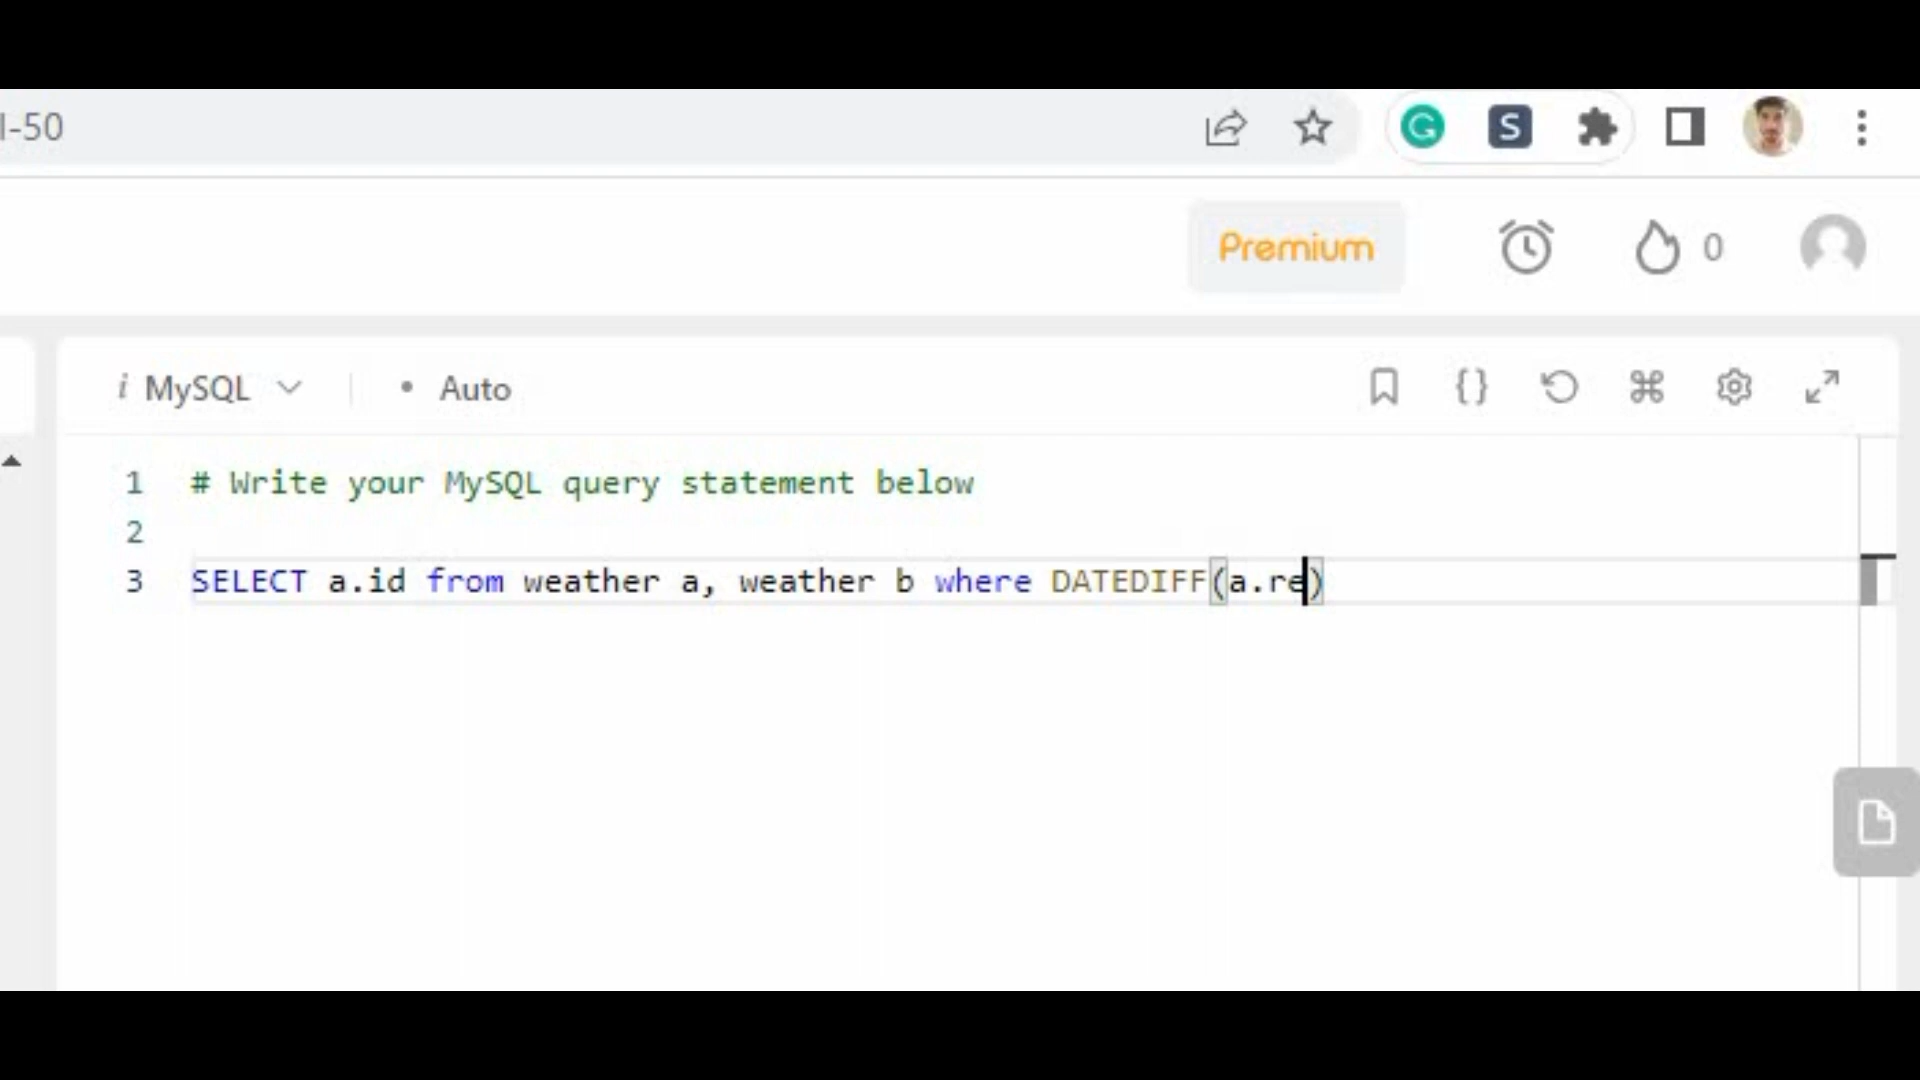 l-50
S
Premium
0
i MySQL
Auto
1 # Write your MySQL query statement below
2
3 SELECT a.id from weather a, weather b where DATEDIFF(a.re)